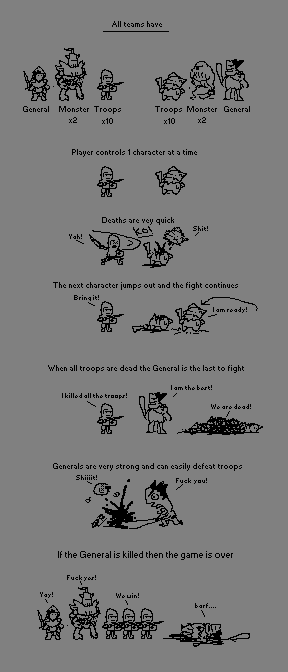 All teams have
General Monster Troops Troops Monster General
x2 x10 x10 x2
Player controls 1 character at a time
Deaths are vey quick
Yah! Ko! Shit!
The next character jumps out and the fight continues
Bring it! I am ready!
When all troops are dead the General is the last to fight
I killed all the troops! I am the best! We are dead!
Generals are very strong and can easily defeat troops
Shiiiit! Fuck you!
If the General is killed then the game is over
Yay! Fuck yes! We win! barf....